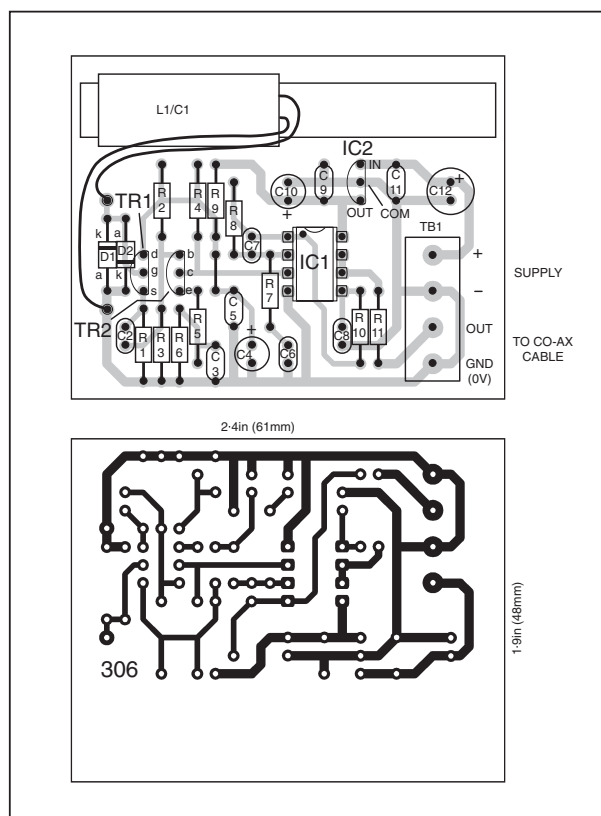 L1/C1
IC2
IN
COM
OUT
C10
C 9
C 11
C12
+
+
TR1
R 2
R 4
R 9
R 8
C7
IC1
TB1
k
a
D1
D2
a
k
d
g
s
b
c
e
TR2
R 7
+
−
OUT
GND
(0V)
SUPPLY
TO CO-AX
CABLE
C2
R 1
R 3
R 6
R 5
C 5
C 3
+
C4
C6
C8
R 10
R 11
2·4in (61mm)
1·9in (48mm)
306